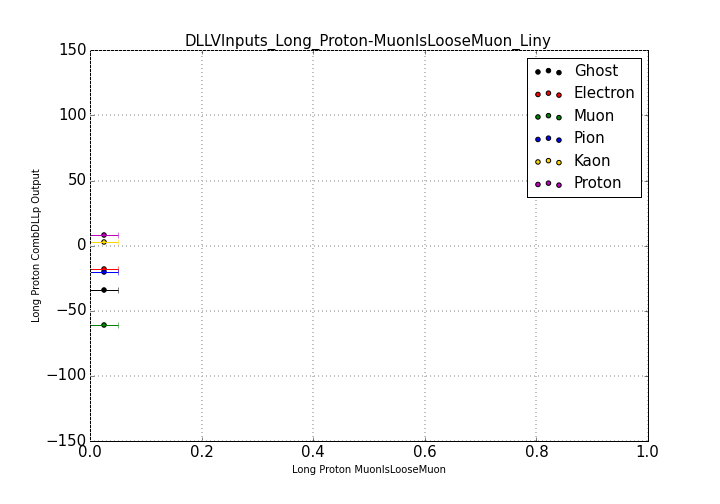 DLLVInputs_Long_Proton-MuonIsLooseMuon_Liny
150
100
50
0
−50
−100
−150
0.0 0.2 0.4 0.6 0.8 1.0
Long Proton CombDLLp Output
Long Proton MuonIsLooseMuon
Ghost
Electron
Muon
Pion
Kaon
Proton